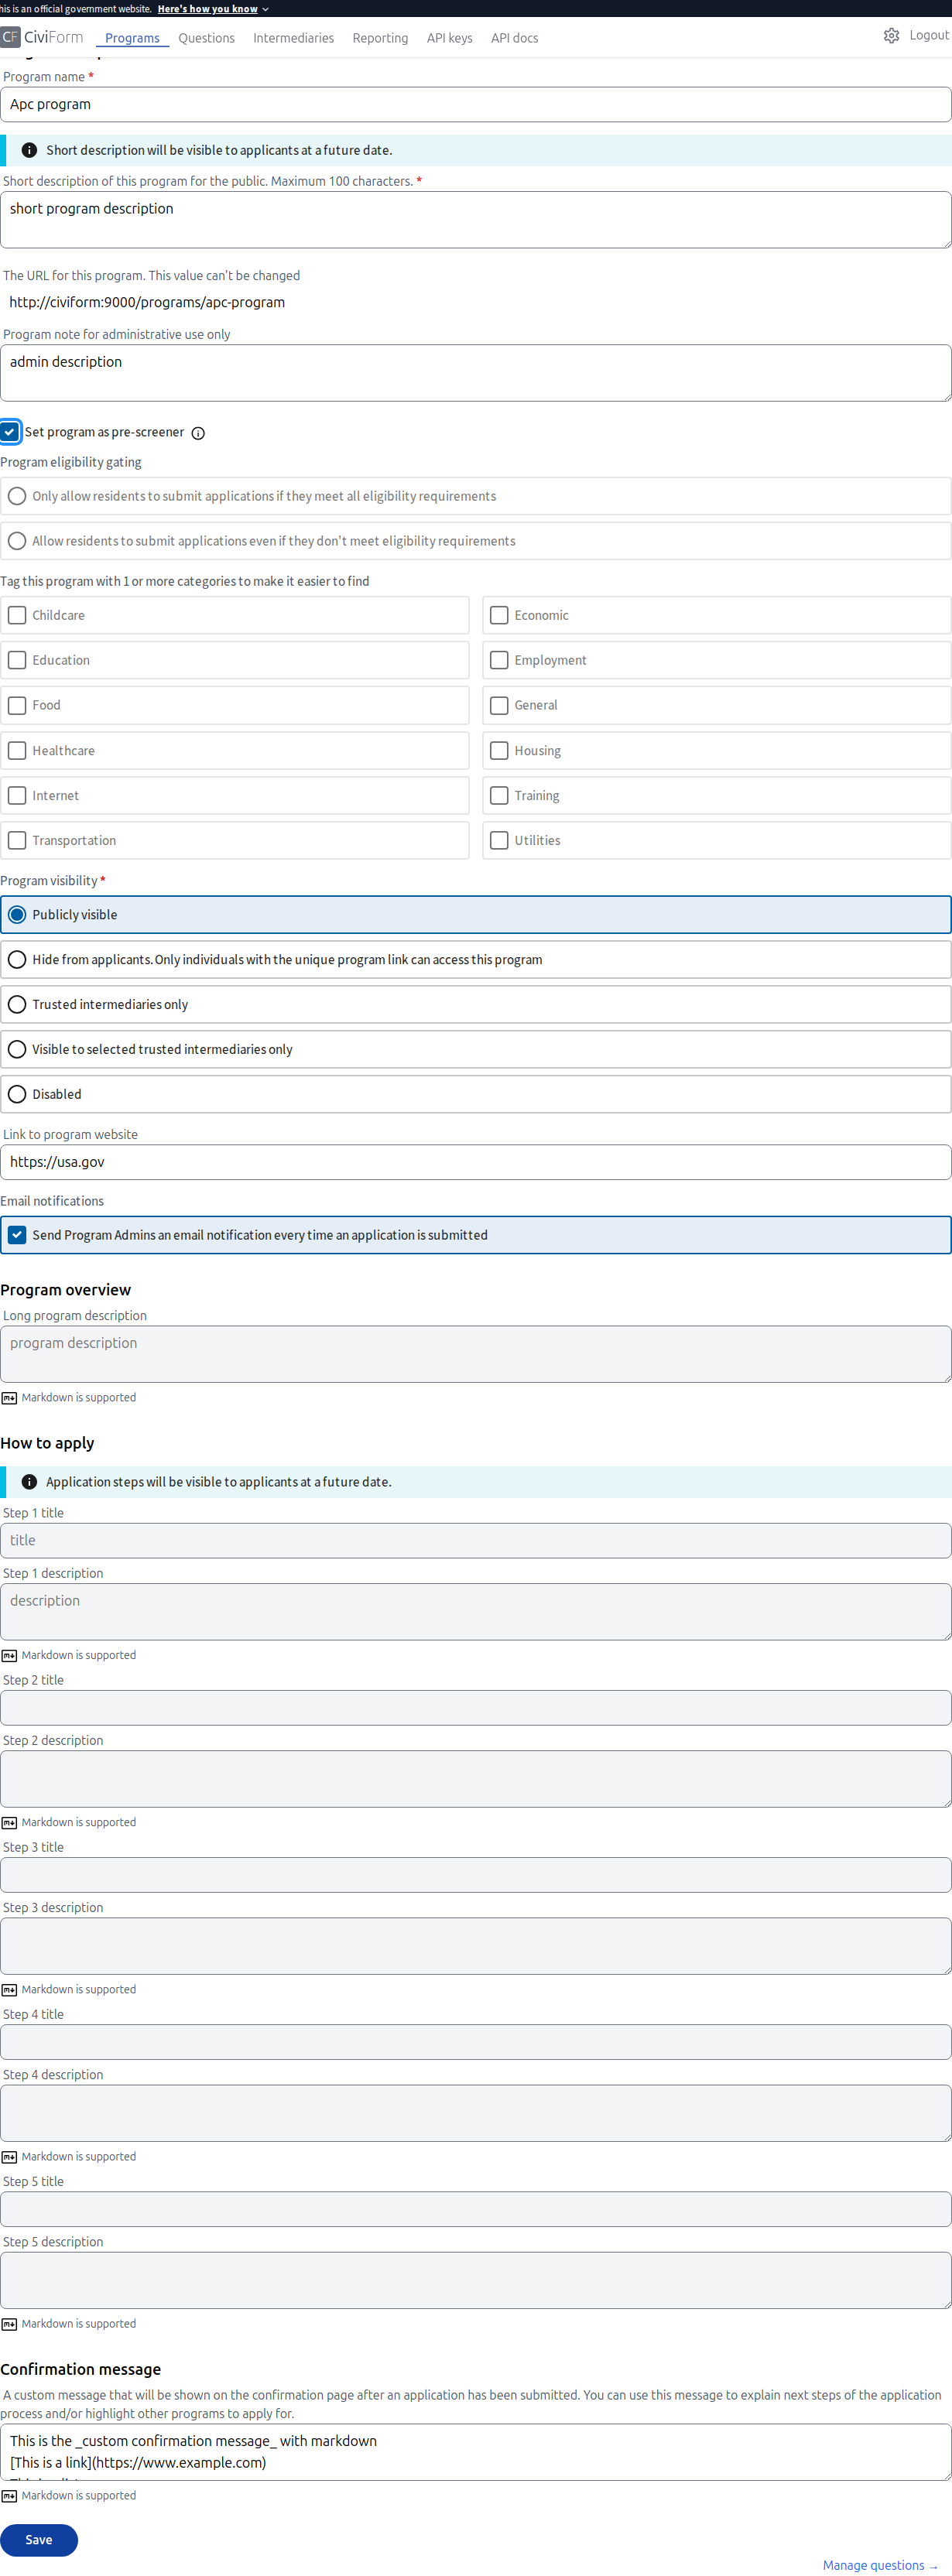 his is an official government website. Here's how you know
CF CiviForm Programs Questions Intermediaries Reporting API keys API docs Logout
Program name *
Apc program
Short description will be visible to applicants at a future date.
Short description of this program for the public. Maximum 100 characters. *
short program description
The URL for this program. This value can't be changed
http://civiform:9000/programs/apc-program
Program note for administrative use only
admin description
Set program as pre-screener
Program eligibility gating
Only allow residents to submit applications if they meet all eligibility requirements
Allow residents to submit applications even if they don't meet eligibility requirements
Tag this program with 1 or more categories to make it easier to find
Childcare Economic
Education Employment
Food General
Healthcare Housing
Internet Training
Transportation Utilities
Program visibility *
Publicly visible
Hide from applicants. Only individuals with the unique program link can access this program
Trusted intermediaries only
Visible to selected trusted intermediaries only
Disabled
Link to program website
https://usa.gov
Email notifications
Send Program Admins an email notification every time an application is submitted
Program overview
Long program description
program description
Markdown is supported
How to apply
Application steps will be visible to applicants at a future date.
Step 1 title
title
Step 1 description
description
Markdown is supported
Step 2 title
Step 2 description
Markdown is supported
Step 3 title
Step 3 description
Markdown is supported
Step 4 title
Step 4 description
Markdown is supported
Step 5 title
Step 5 description
Markdown is supported
Confirmation message
A custom message that will be shown on the confirmation page after an application has been submitted. You can use this message to explain next steps of the application
process and/or highlight other programs to apply for.
This is the _custom confirmation message_ with markdown
[This is a link](https://www.example.com)
Markdown is supported
Save
Manage questions →